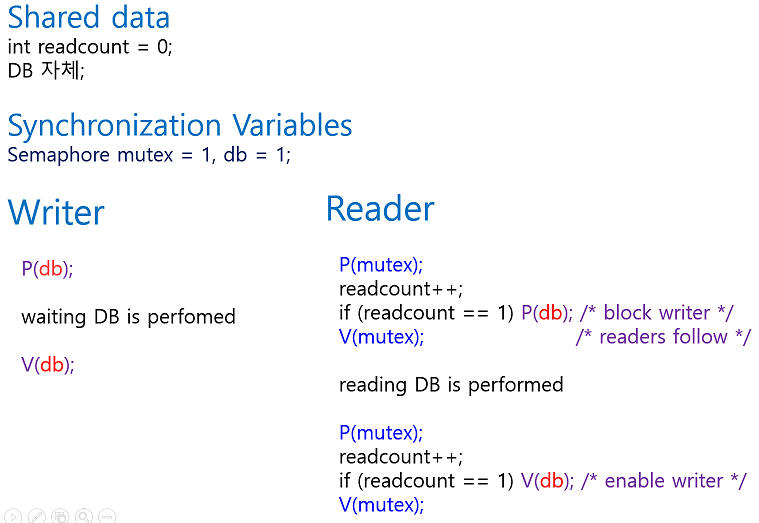 Shared data
int readcount = 0;
DB 자체;
Synchronization Variables
Semaphore mutex = 1, db = 1;
Writer
P(db);
waiting DB is perfomed
V(db);
Reader
P(mutex);
readcount++;
if (readcount == 1) P(db); /* block writer */
V(mutex); /* readers follow */
reading DB is performed
P(mutex);
readcount++;
if (readcount == 1) V(db); /* enable writer */
V(mutex);